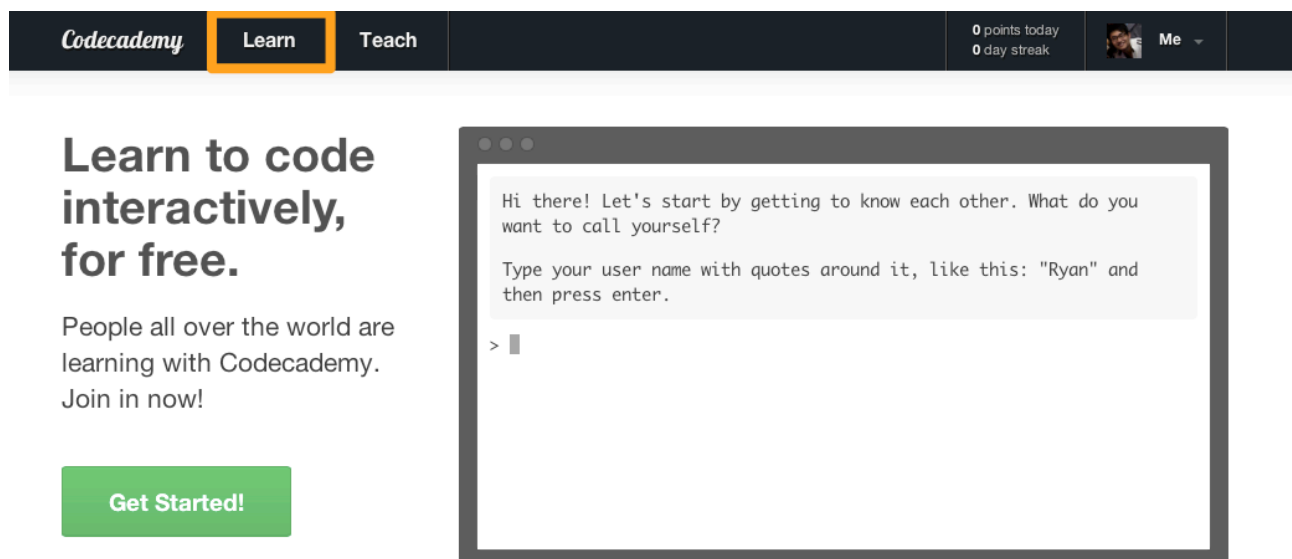 Codecademy Learn Teach 0 points today Me
0 day streak
Learn to code
interactively,
for free.
People all over the world are
learning with Codecademy.
Join in now!
Get Started!
Hi there! Let's start by getting to know each other. What do you
want to call yourself?
Type your user name with quotes around it, like this: "Ryan" and
then press enter.
>